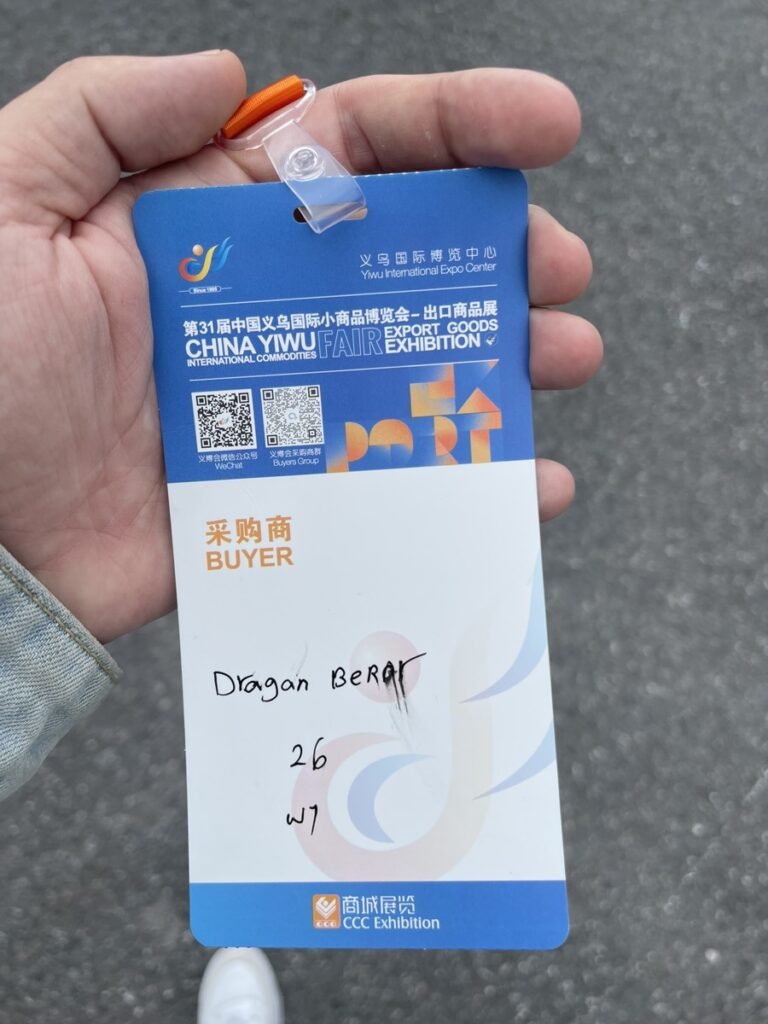 Since 1995
义乌国际博览中心
Yiwu International Expo Center
第31届中国义乌国际小商品博览会-出口商品展
CHINA YIWU FAIR EXPORT GOODS
INTERNATIONAL COMMODITIES EXHIBITION
EXPORT
义博会微信公众号 义博会采购商群
WeChat Buyers Group
采购商
BUYER
Dragan
26
W7
商城展览
CCC Exhibition